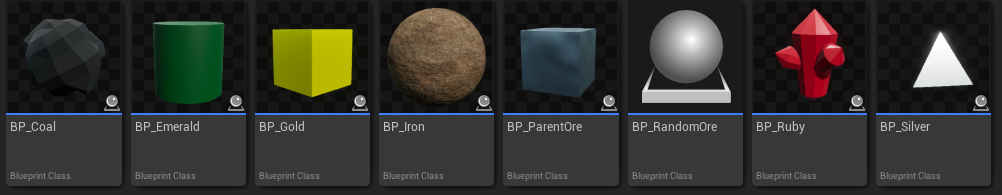 BP_Coal
Blueprint Class
BP_Emerald
Blueprint Class
BP_Gold
Blueprint Class
BP_Iron
Blueprint Class
BP_ParentOre
Blueprint Class
BP_RandomOre
Blueprint Class
BP_Ruby
Blueprint Class
BP_Silver
Blueprint Class